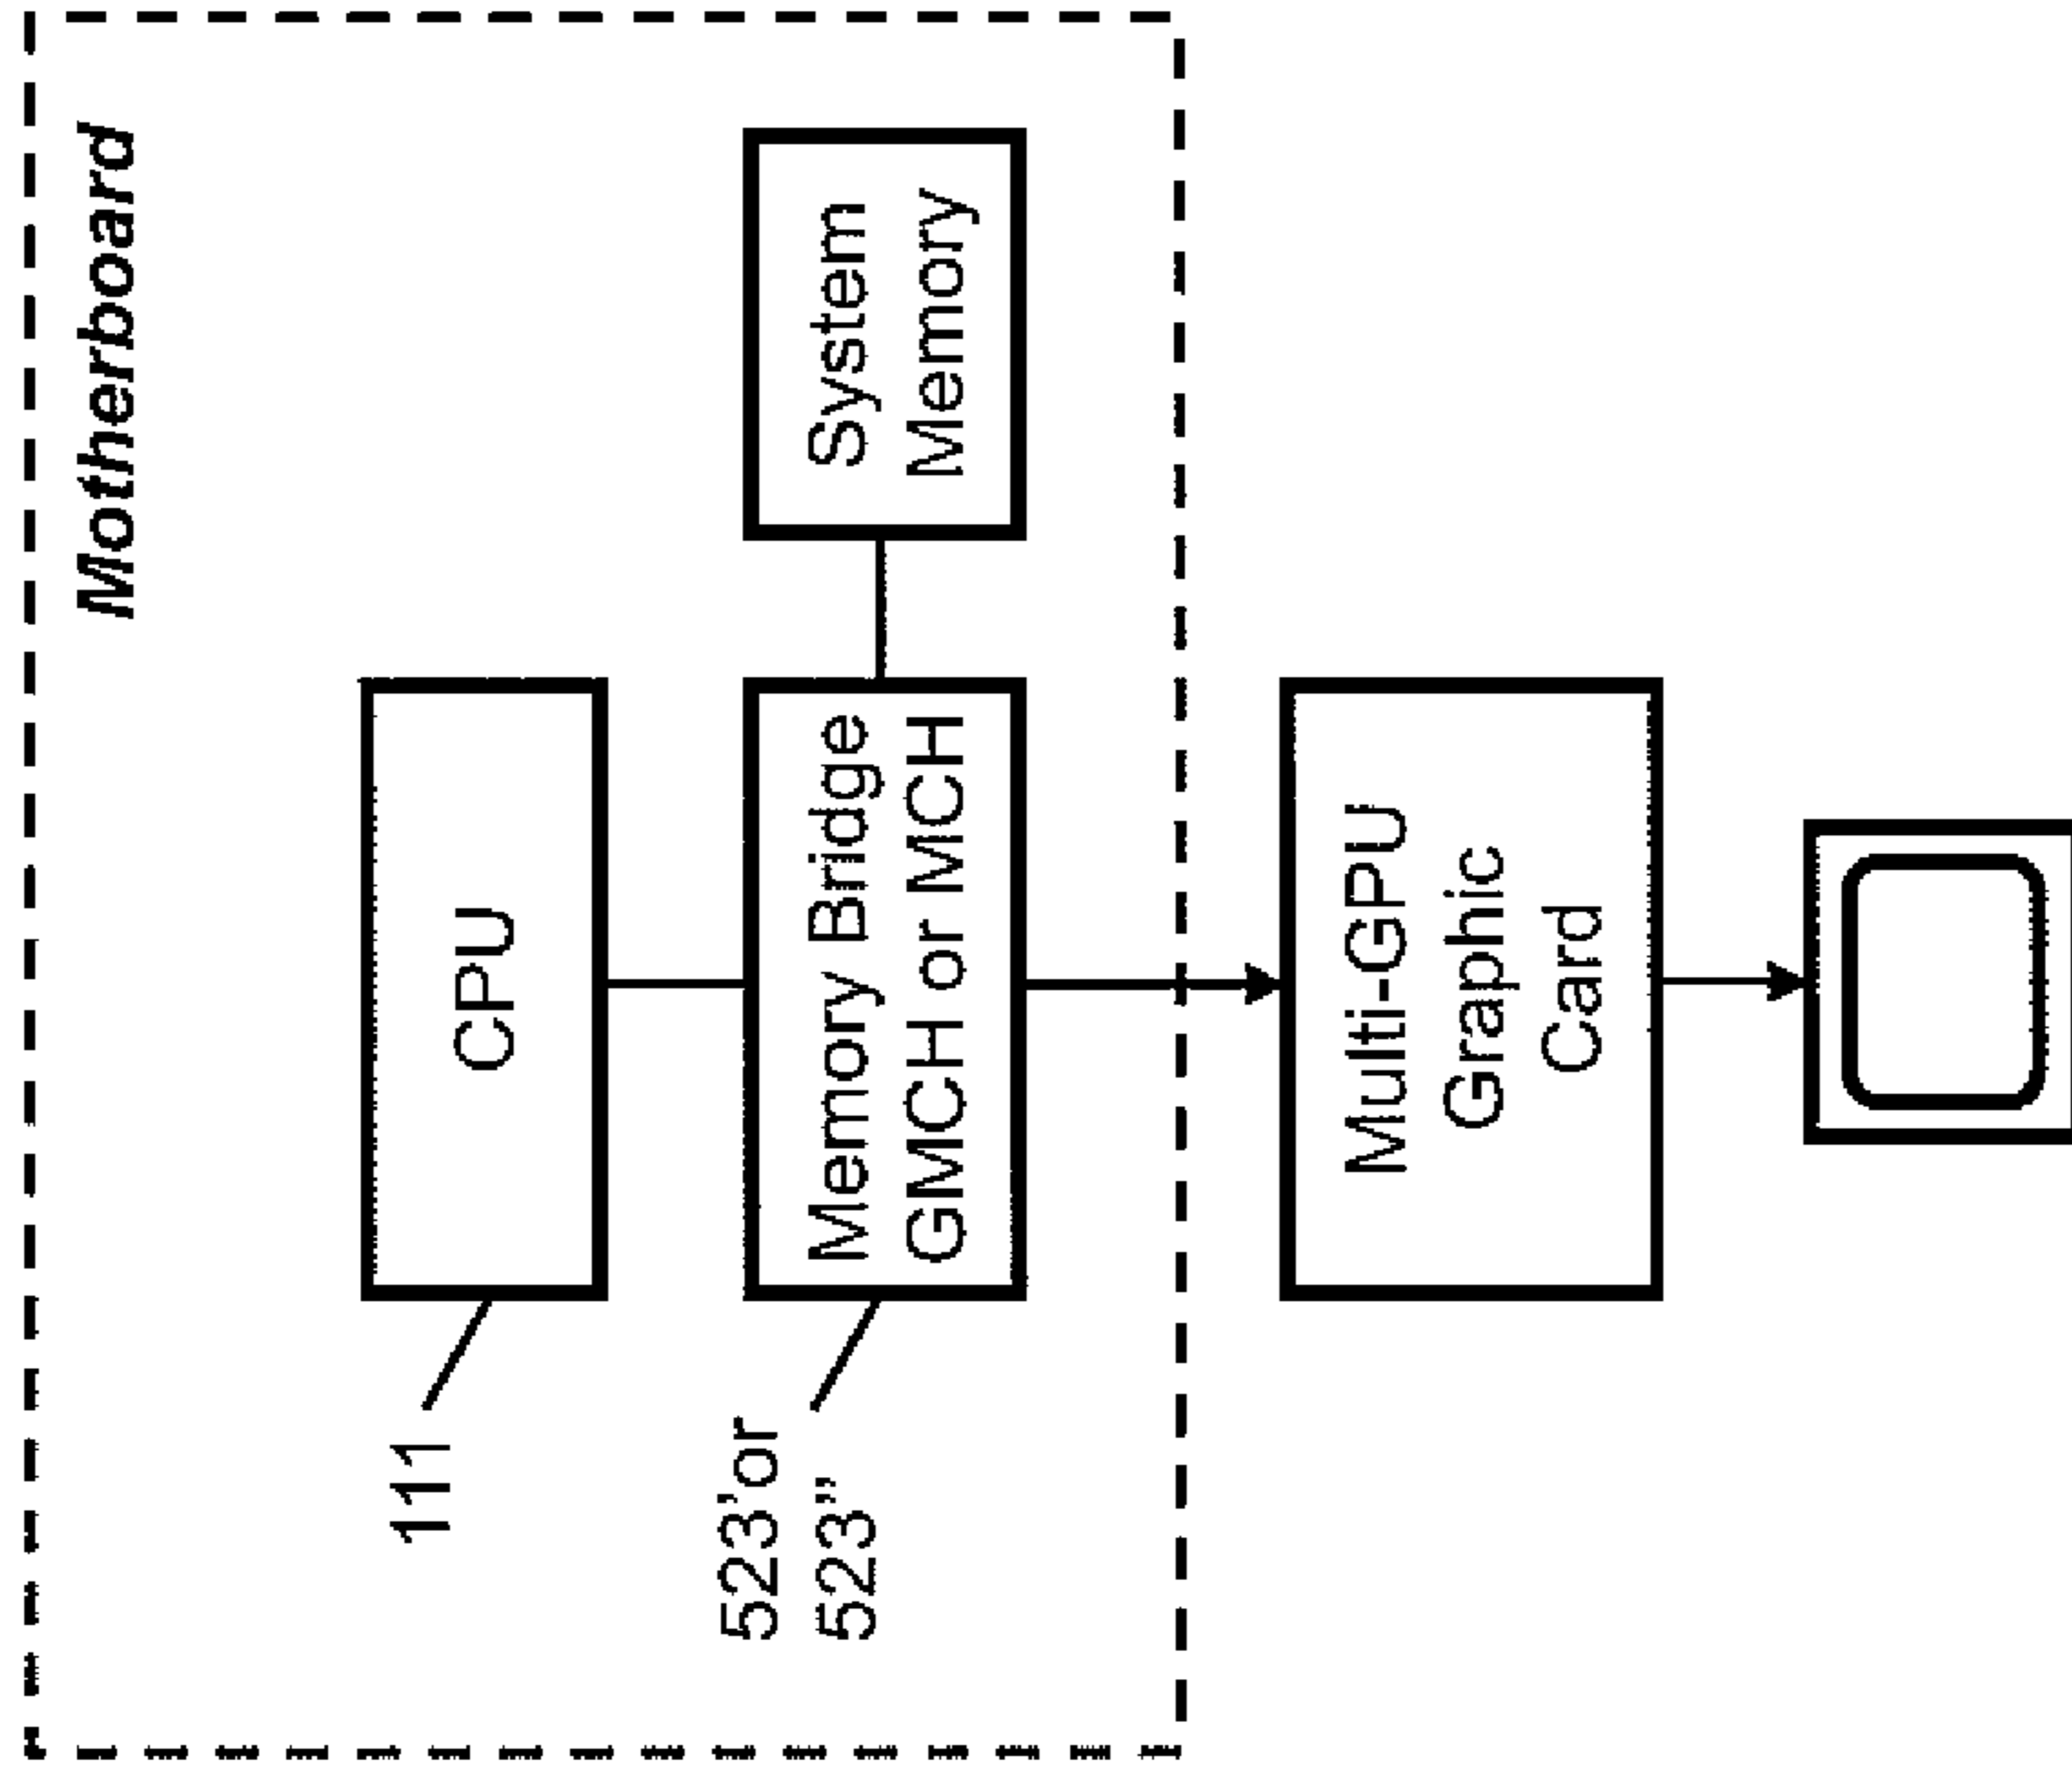 Motherboard
111
CPU
523'or
523”
Memory Bridge
GMCH or MCH
System
Memory
Multi-GPU
Graphic
Card